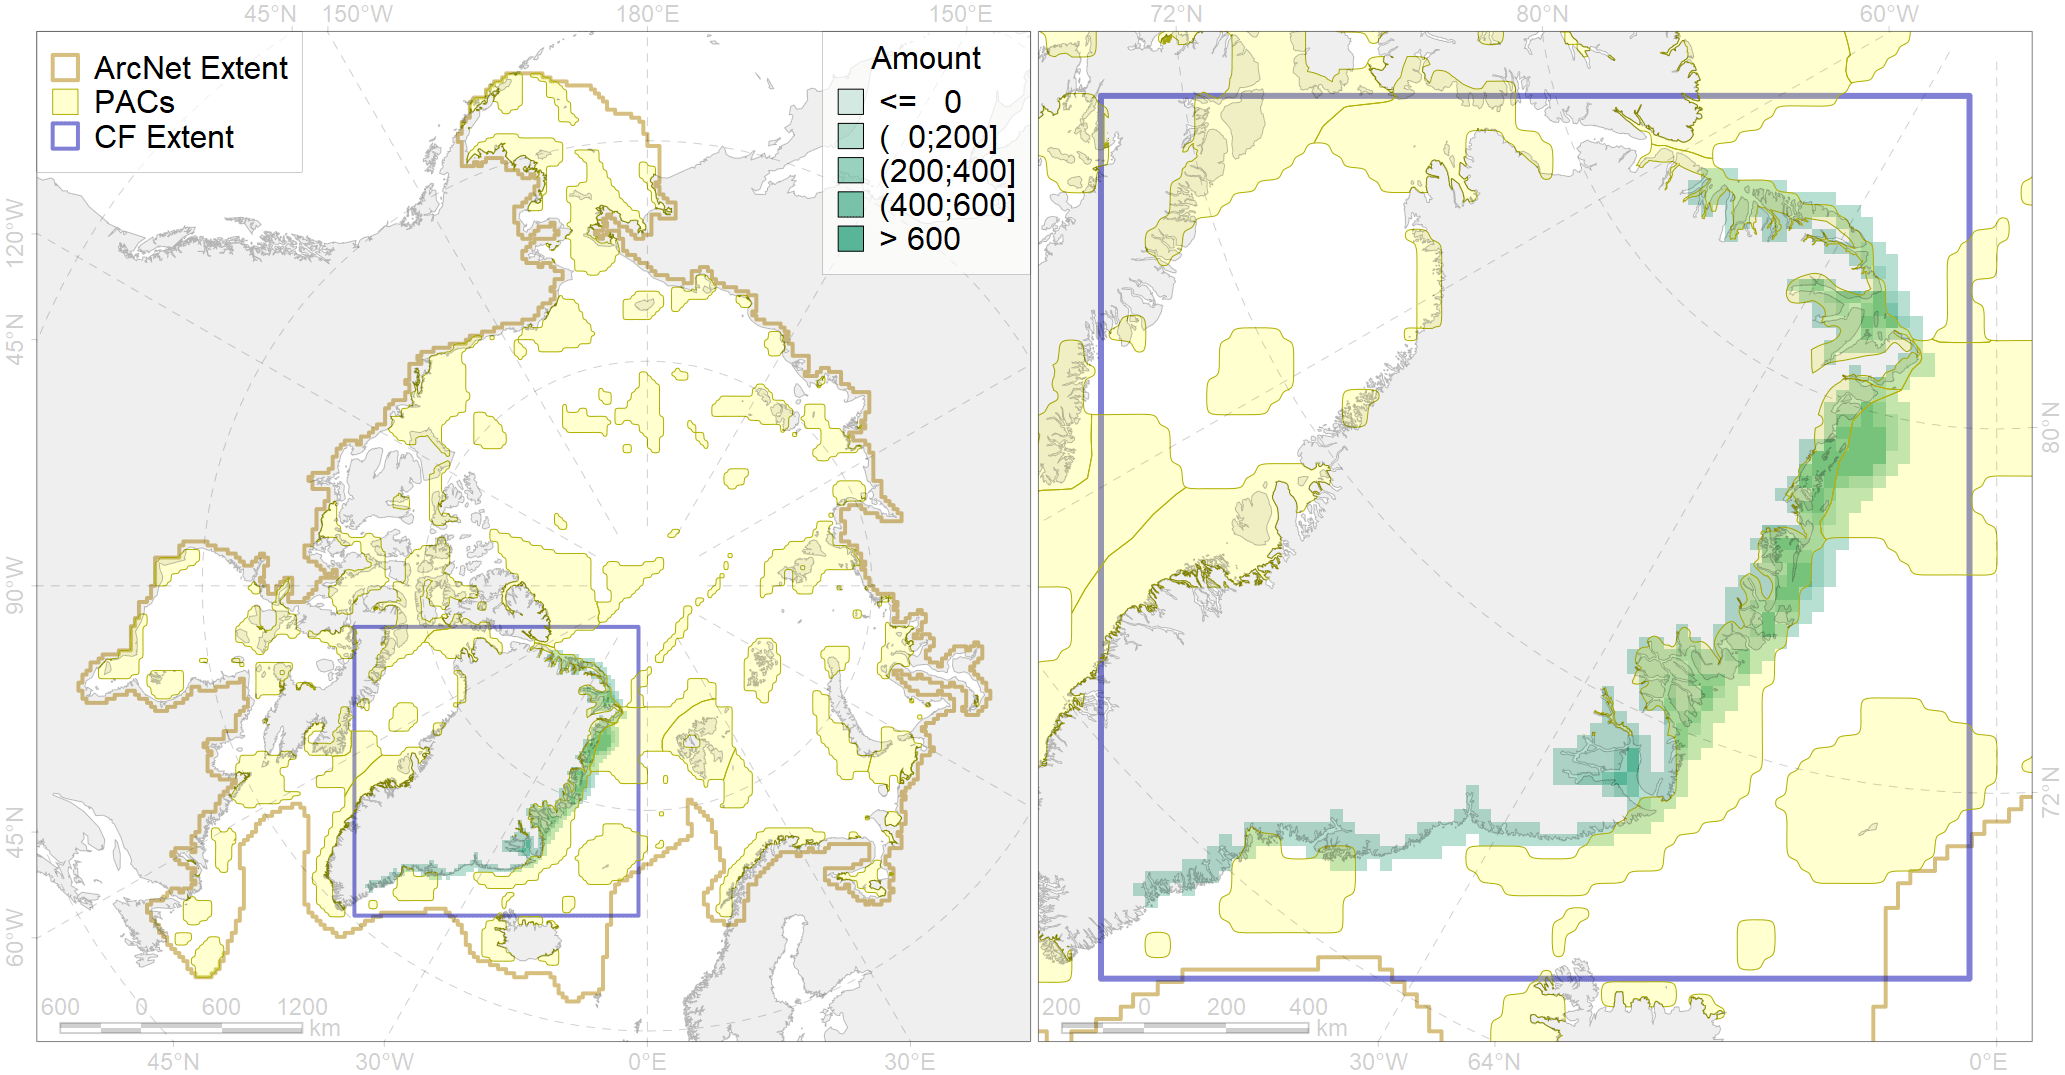 45°N 150°W 180°E 150°E 72°N 80°N 60°W
ArcNet Extent
PACs
CF Extent
Amount
<= 0
( 0;200]
(200;400]
(400;600]
> 600
120°W
45°N
90°W
45°N
60°W
80°N
72°N
600 0 600 1200
km
200 0 200 400
km
45°N 30°W 0°E 30°E 30°W 64°N 0°E